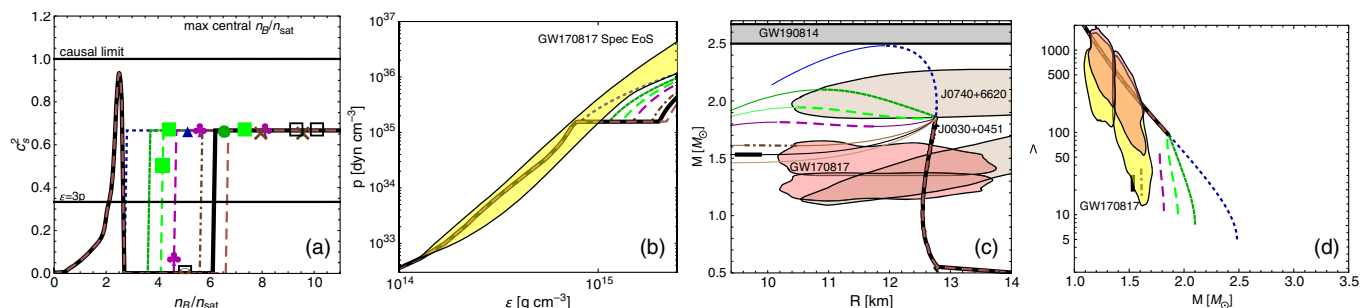 max central n_B/n_sat
causal limit
ε=3p
1.2
1.0
0.8
0.6
0.4
0.2
0.0
c_s^2
0 2 4 6 8 10
n_B/n_sat
(a)
GW170817 Spec EoS
10^37
10^36
10^35
10^34
10^33
p [dyn cm^-3]
10^14 10^15
ε [g cm^-3]
(b)
GW190814
J0740+6620
J0030+0451
GW170817
2.5
2.0
1.5
1.0
0.5
M [M_⊙]
10 11 12 13 14
R [km]
(c)
1000
500
100
50
10
5
2
Λ
GW170817
1.0 1.5 2.0 2.5 3.0 3.5
M [M_⊙]
(d)